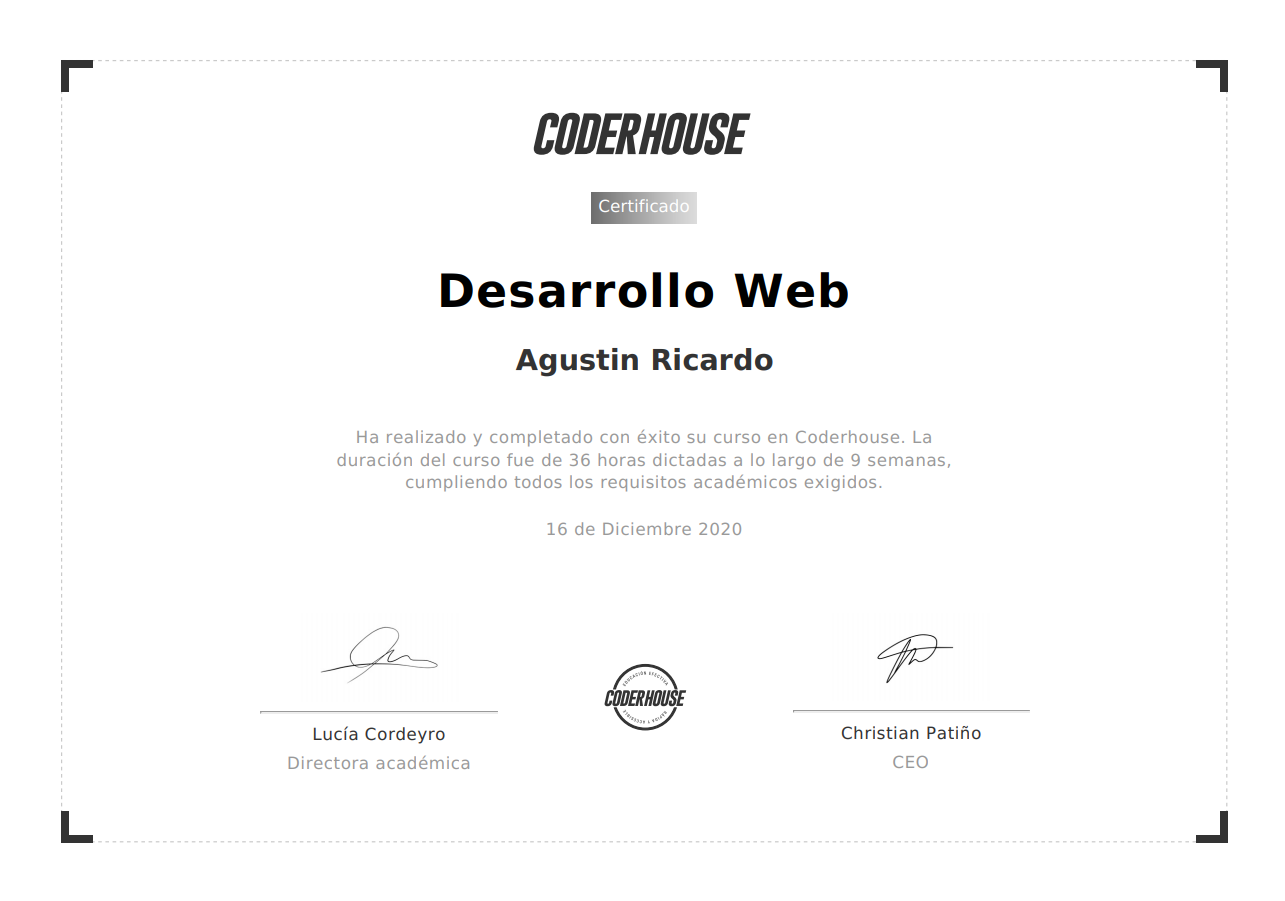 CODERHOUSE
Certificado
Desarrollo Web
Agustin Ricardo
Ha realizado y completado con éxito su curso en Coderhouse. La
duración del curso fue de 36 horas dictadas a lo largo de 9 semanas,
cumpliendo todos los requisitos académicos exigidos.
16 de Diciembre 2020
EDUCACIÓN EFECTIVA
CODERHOUSE
RÁPIDA Y ACCESIBLE
Lucía Cordeyro
Directora académica
Christian Patiño
CEO